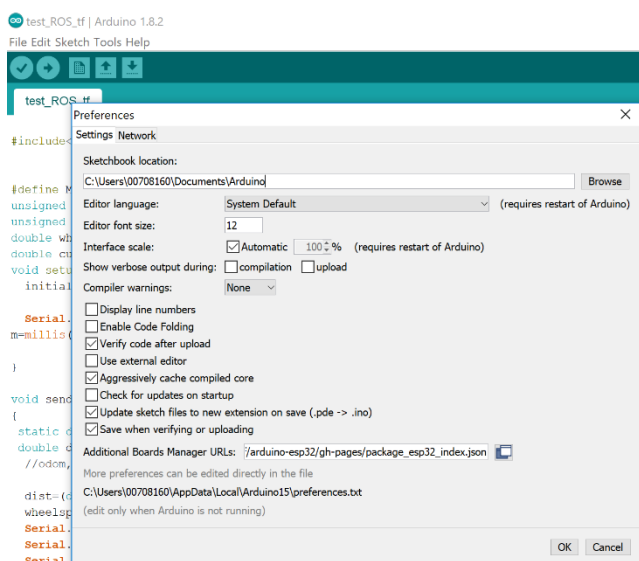 test_ROS_tf | Arduino 1.8.2
File Edit Sketch Tools Help
test_ROS_tf
Preferences
Settings Network
Sketchbook location:
C:\Users\00708160\Documents\Arduino
Browse
Editor language: System Default (requires restart of Arduino)
Editor font size: 12
Interface scale: Automatic 100 % (requires restart of Arduino)
Show verbose output during: compilation upload
Compiler warnings: None
Display line numbers
Enable Code Folding
Verify code after upload
Use external editor
Aggressively cache compiled core
Check for updates on startup
Update sketch files to new extension on save (.pde -> .ino)
Save when verifying or uploading
Additional Boards Manager URLs: /arduino-esp32/gh-pages/package_esp32_index.json
More preferences can be edited directly in the file
C:\Users\00708160\AppData\Local\Arduino15\preferences.txt
(edit only when Arduino is not running)
OK Cancel
#include<
#define M
unsigned
unsigned
double wh
double cu
void setu
initial
Serial.
m=millis(
}
void send
{
static d
double d
//odom,
dist=(d
wheelsp
Serial.
Serial.
Serial